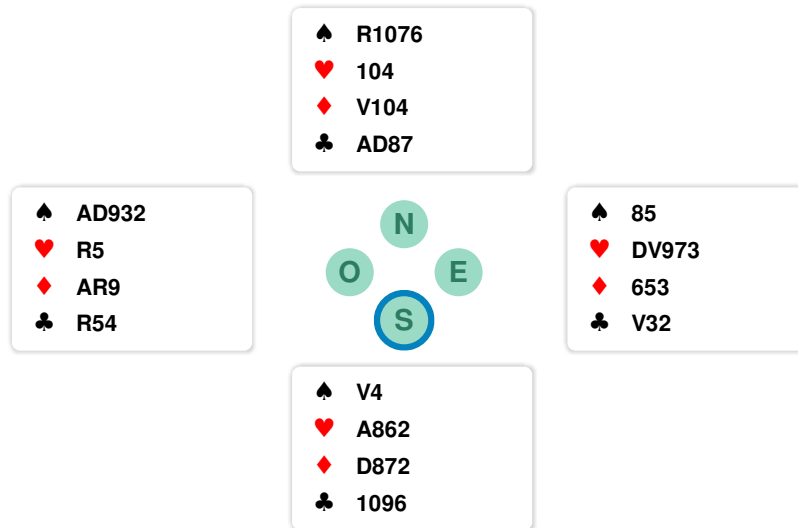 ♠ R1076
♥ 104
♦ V104
♣ AD87
♠ AD932
♥ R5
♦ AR9
♣ R54
N
O E
S
♠ 85
♥ DV973
♦ 653
♣ V32
♠ V4
♥ A862
♦ D872
♣ 1096